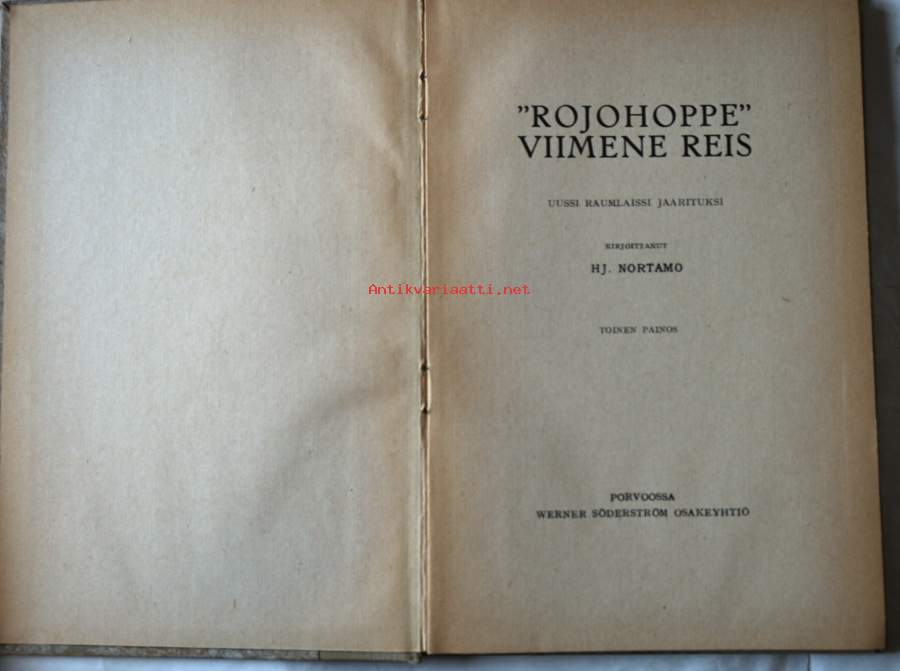 ”ROJOHOPPE”
VIIMENE REIS
UUSSI RAUMLAISSI JAARITUKSI
KIRJOITTANUT
HJ. NORTAMO
Antikvariaatti.net
TOINEN PAINOS
PORVOOSSA
WERNER SÖDERSTRÖM OSAKEYHTIÖ